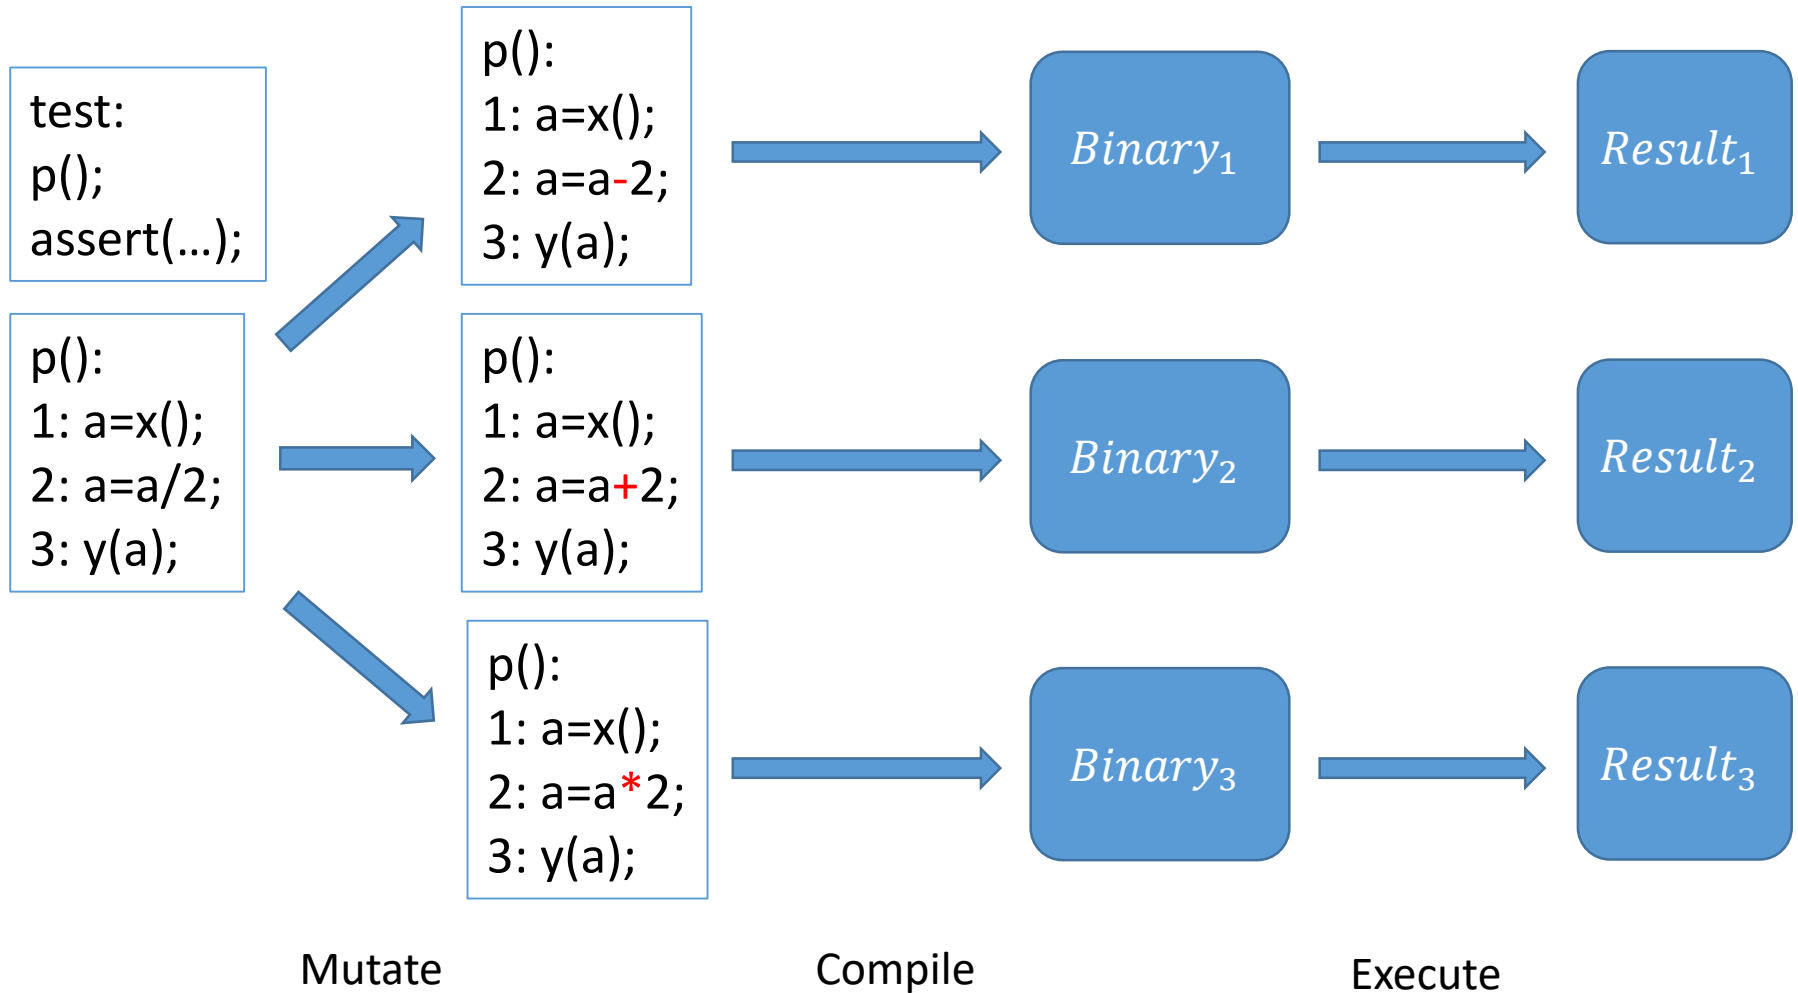 test:
p();
assert(...);
p():
1: a=x();
2: a=a/2;
3: y(a);
p():
1: a=x();
2: a=a-2;
3: y(a);
p():
1: a=x();
2: a=a+2;
3: y(a);
p():
1: a=x();
2: a=a*2;
3: y(a);
Binary₁
Result₁
Binary₂
Result₂
Binary₃
Result₃
Mutate
Compile
Execute